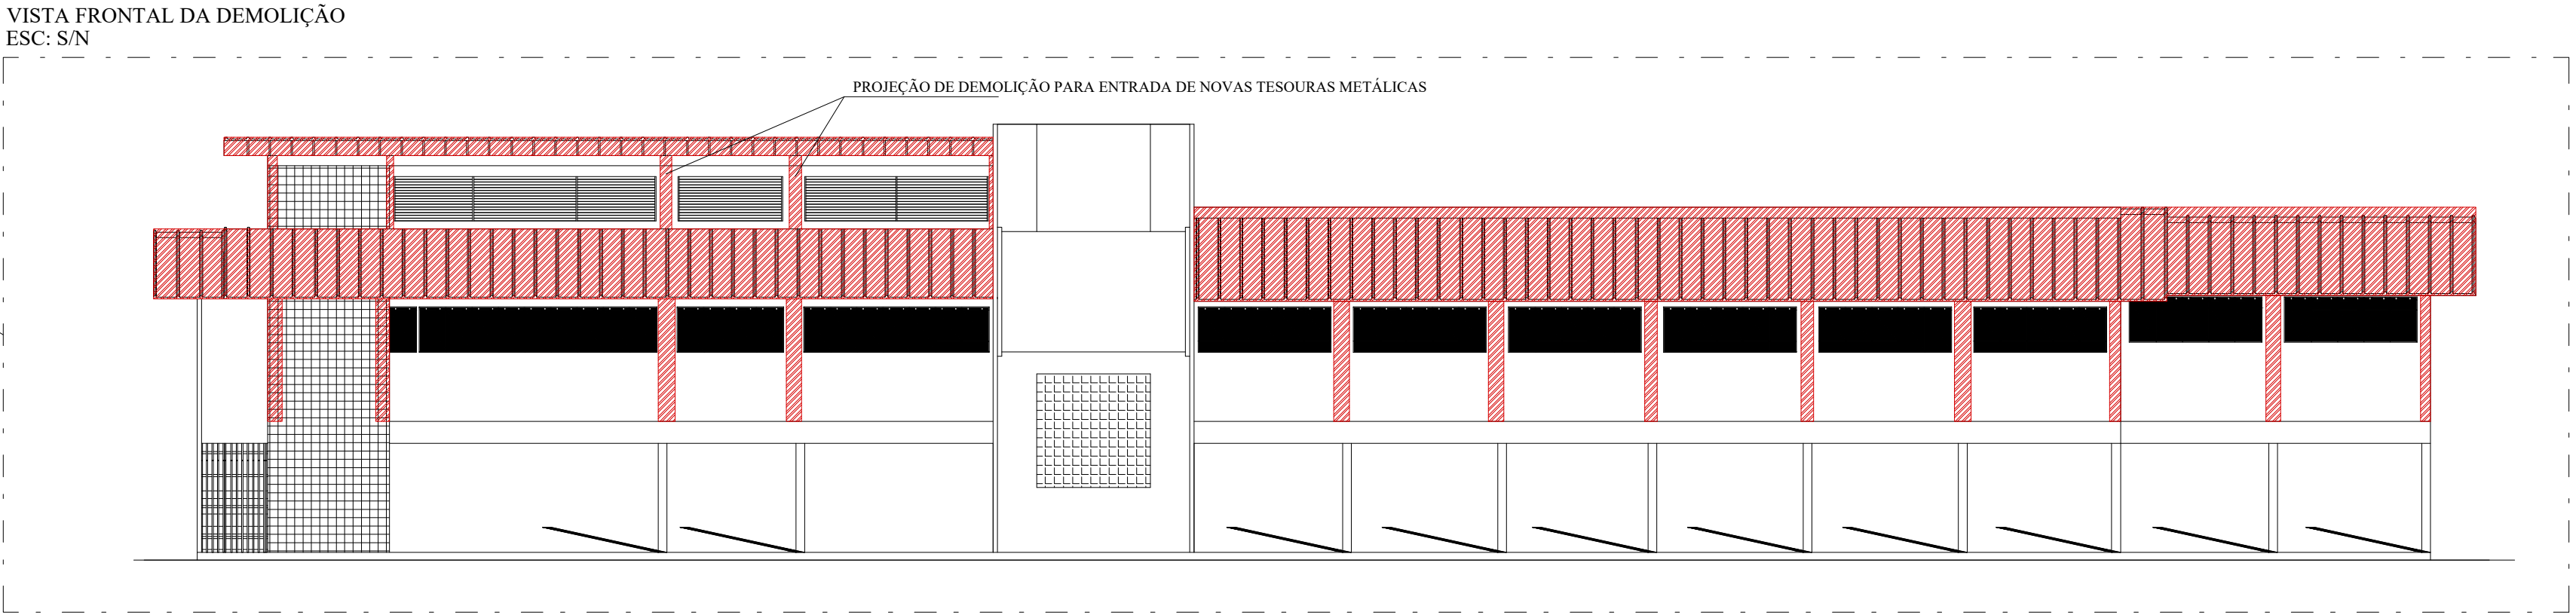 VISTA FRONTAL DA DEMOLIÇÃO
ESC: S/N
PROJEÇÃO DE DEMOLIÇÃO PARA ENTRADA DE NOVAS TESOURAS METÁLICAS